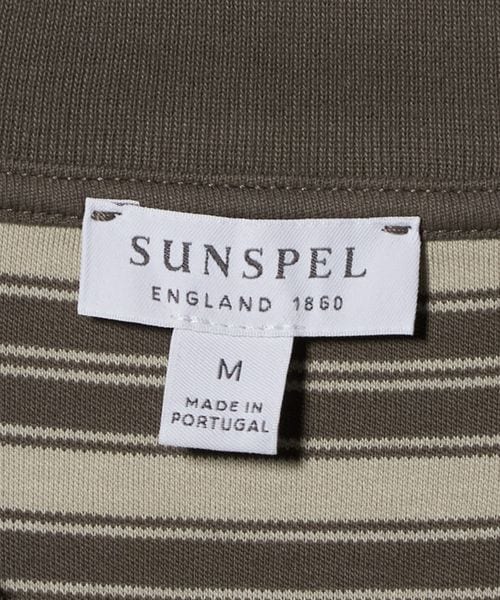 SUNSPEL
ENGLAND 1860
M
MADE IN
PORTUGAL